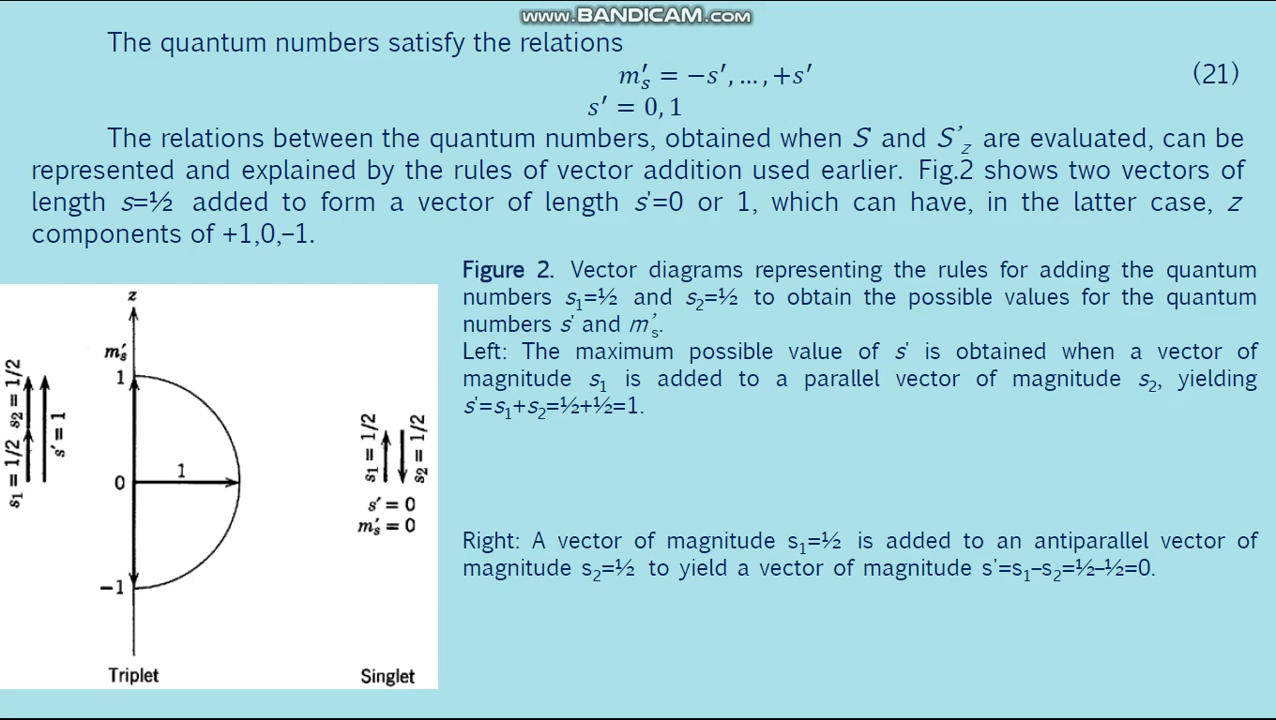 www.BANDICAM.com
The quantum numbers satisfy the relations
m′ₛ = −s′, ... , +s′ (21)
s′ = 0, 1
The relations between the quantum numbers, obtained when S and S’z are evaluated, can be
represented and explained by the rules of vector addition used earlier. Fig.2 shows two vectors of
length s=½ added to form a vector of length s'=0 or 1, which can have, in the latter case, z
components of +1,0,–1.
Figure 2. Vector diagrams representing the rules for adding the quantum
numbers s₁=½ and s₂=½ to obtain the possible values for the quantum
numbers s' and m’ₛ.
Left: The maximum possible value of s' is obtained when a vector of
magnitude s₁ is added to a parallel vector of magnitude s₂, yielding
s'=s₁+s₂=½+½=1.
Right: A vector of magnitude s₁=½ is added to an antiparallel vector of
magnitude s₂=½ to yield a vector of magnitude s'=s₁–s₂=½–½=0.
z
m′ₛ
1
0
−1
1
s₁ = 1/2 s₂ = 1/2
s′ = 1
s₁ = 1/2
s₂ = 1/2
s′ = 0
m′ₛ = 0
Triplet
Singlet